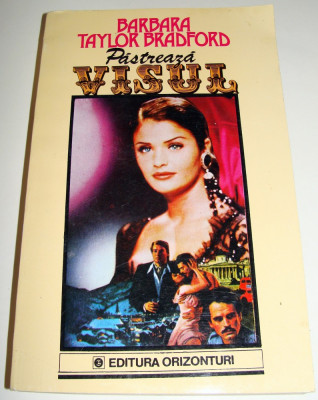 BARBARA
TAYLOR BRADFORD
Păstrează
VISUL
e EDITURA ORIZONTURI